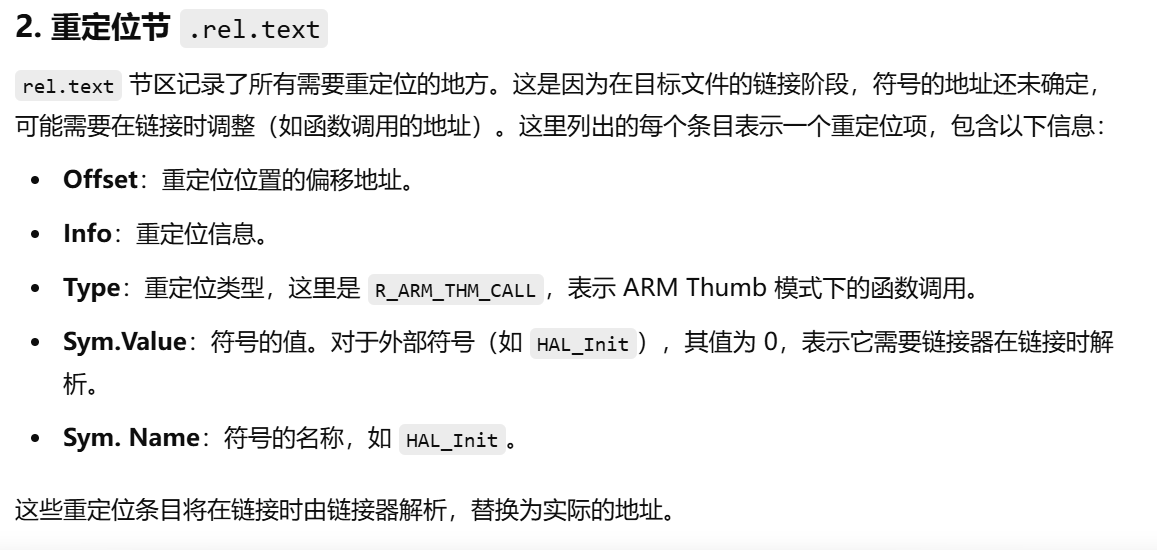 2. 重定位节 .rel.text
rel.text 节区记录了所有需要重定位的地方。这是因为在目标文件的链接阶段，符号的地址还未确定，
可能需要在链接时调整（如函数调用的地址）。这里列出的每个条目表示一个重定位项，包含以下信息：
• Offset：重定位位置的偏移地址。
• Info：重定位信息。
• Type：重定位类型，这里是 R_ARM_THM_CALL，表示 ARM Thumb 模式下的函数调用。
• Sym.Value：符号的值。对于外部符号（如 HAL_Init），其值为 0，表示它需要链接器在链接时解
析。
• Sym. Name：符号的名称，如 HAL_Init。
这些重定位条目将在链接时由链接器解析，替换为实际的地址。